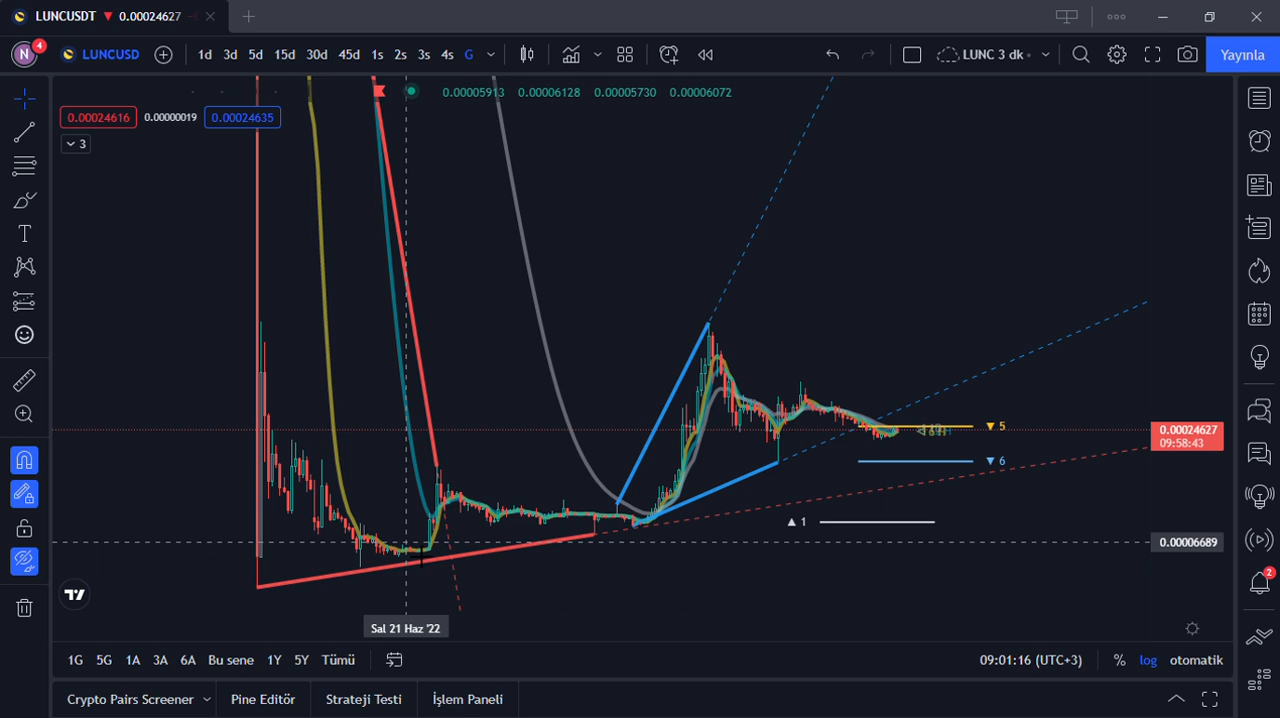 LUNCUSDT ▼ 0.00024627
N 4 LUNCUSD 1d 3d 5d 15d 30d 45d 1s 2s 3s 4s G LUNC 3 dk Yayınla
0.00005913 0.00006128 0.00005730 0.00006072
0.00024616 0.00000019 0.00024635
3
▼ 5
0.00024627
09:58:43
▼ 6
▲ 1
0.00006689
Sal 21 Haz '22
2
1G 5G 1A 3A 6A Bu sene 1Y 5Y Tümü 09:01:16 (UTC+3) % log otomatik
Crypto Pairs Screener Pine Editör Strateji Testi İşlem Paneli